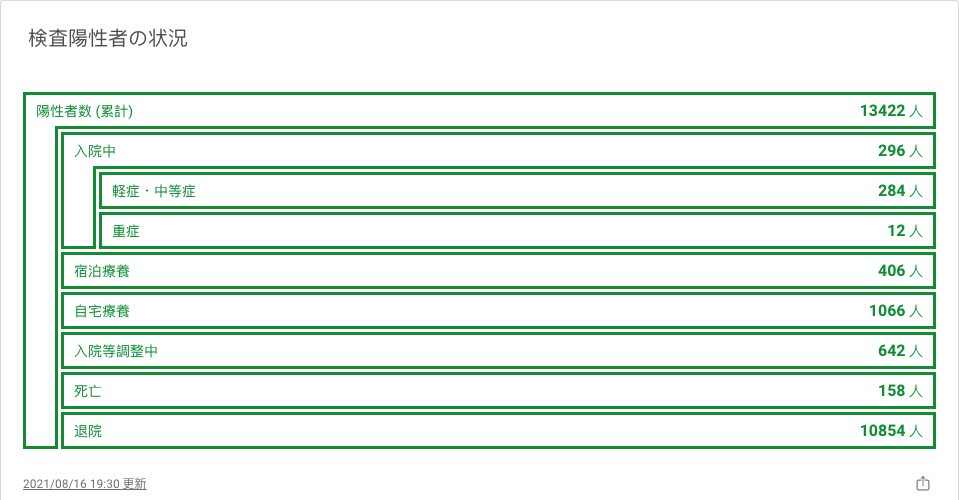 検査陽性者の状況
陽性者数 (累計) 13422 人
入院中 296 人
軽症・中等症 284 人
重症 12 人
宿泊療養 406 人
自宅療養 1066 人
入院等調整中 642 人
死亡 158 人
退院 10854 人
2021/08/16 19:30 更新